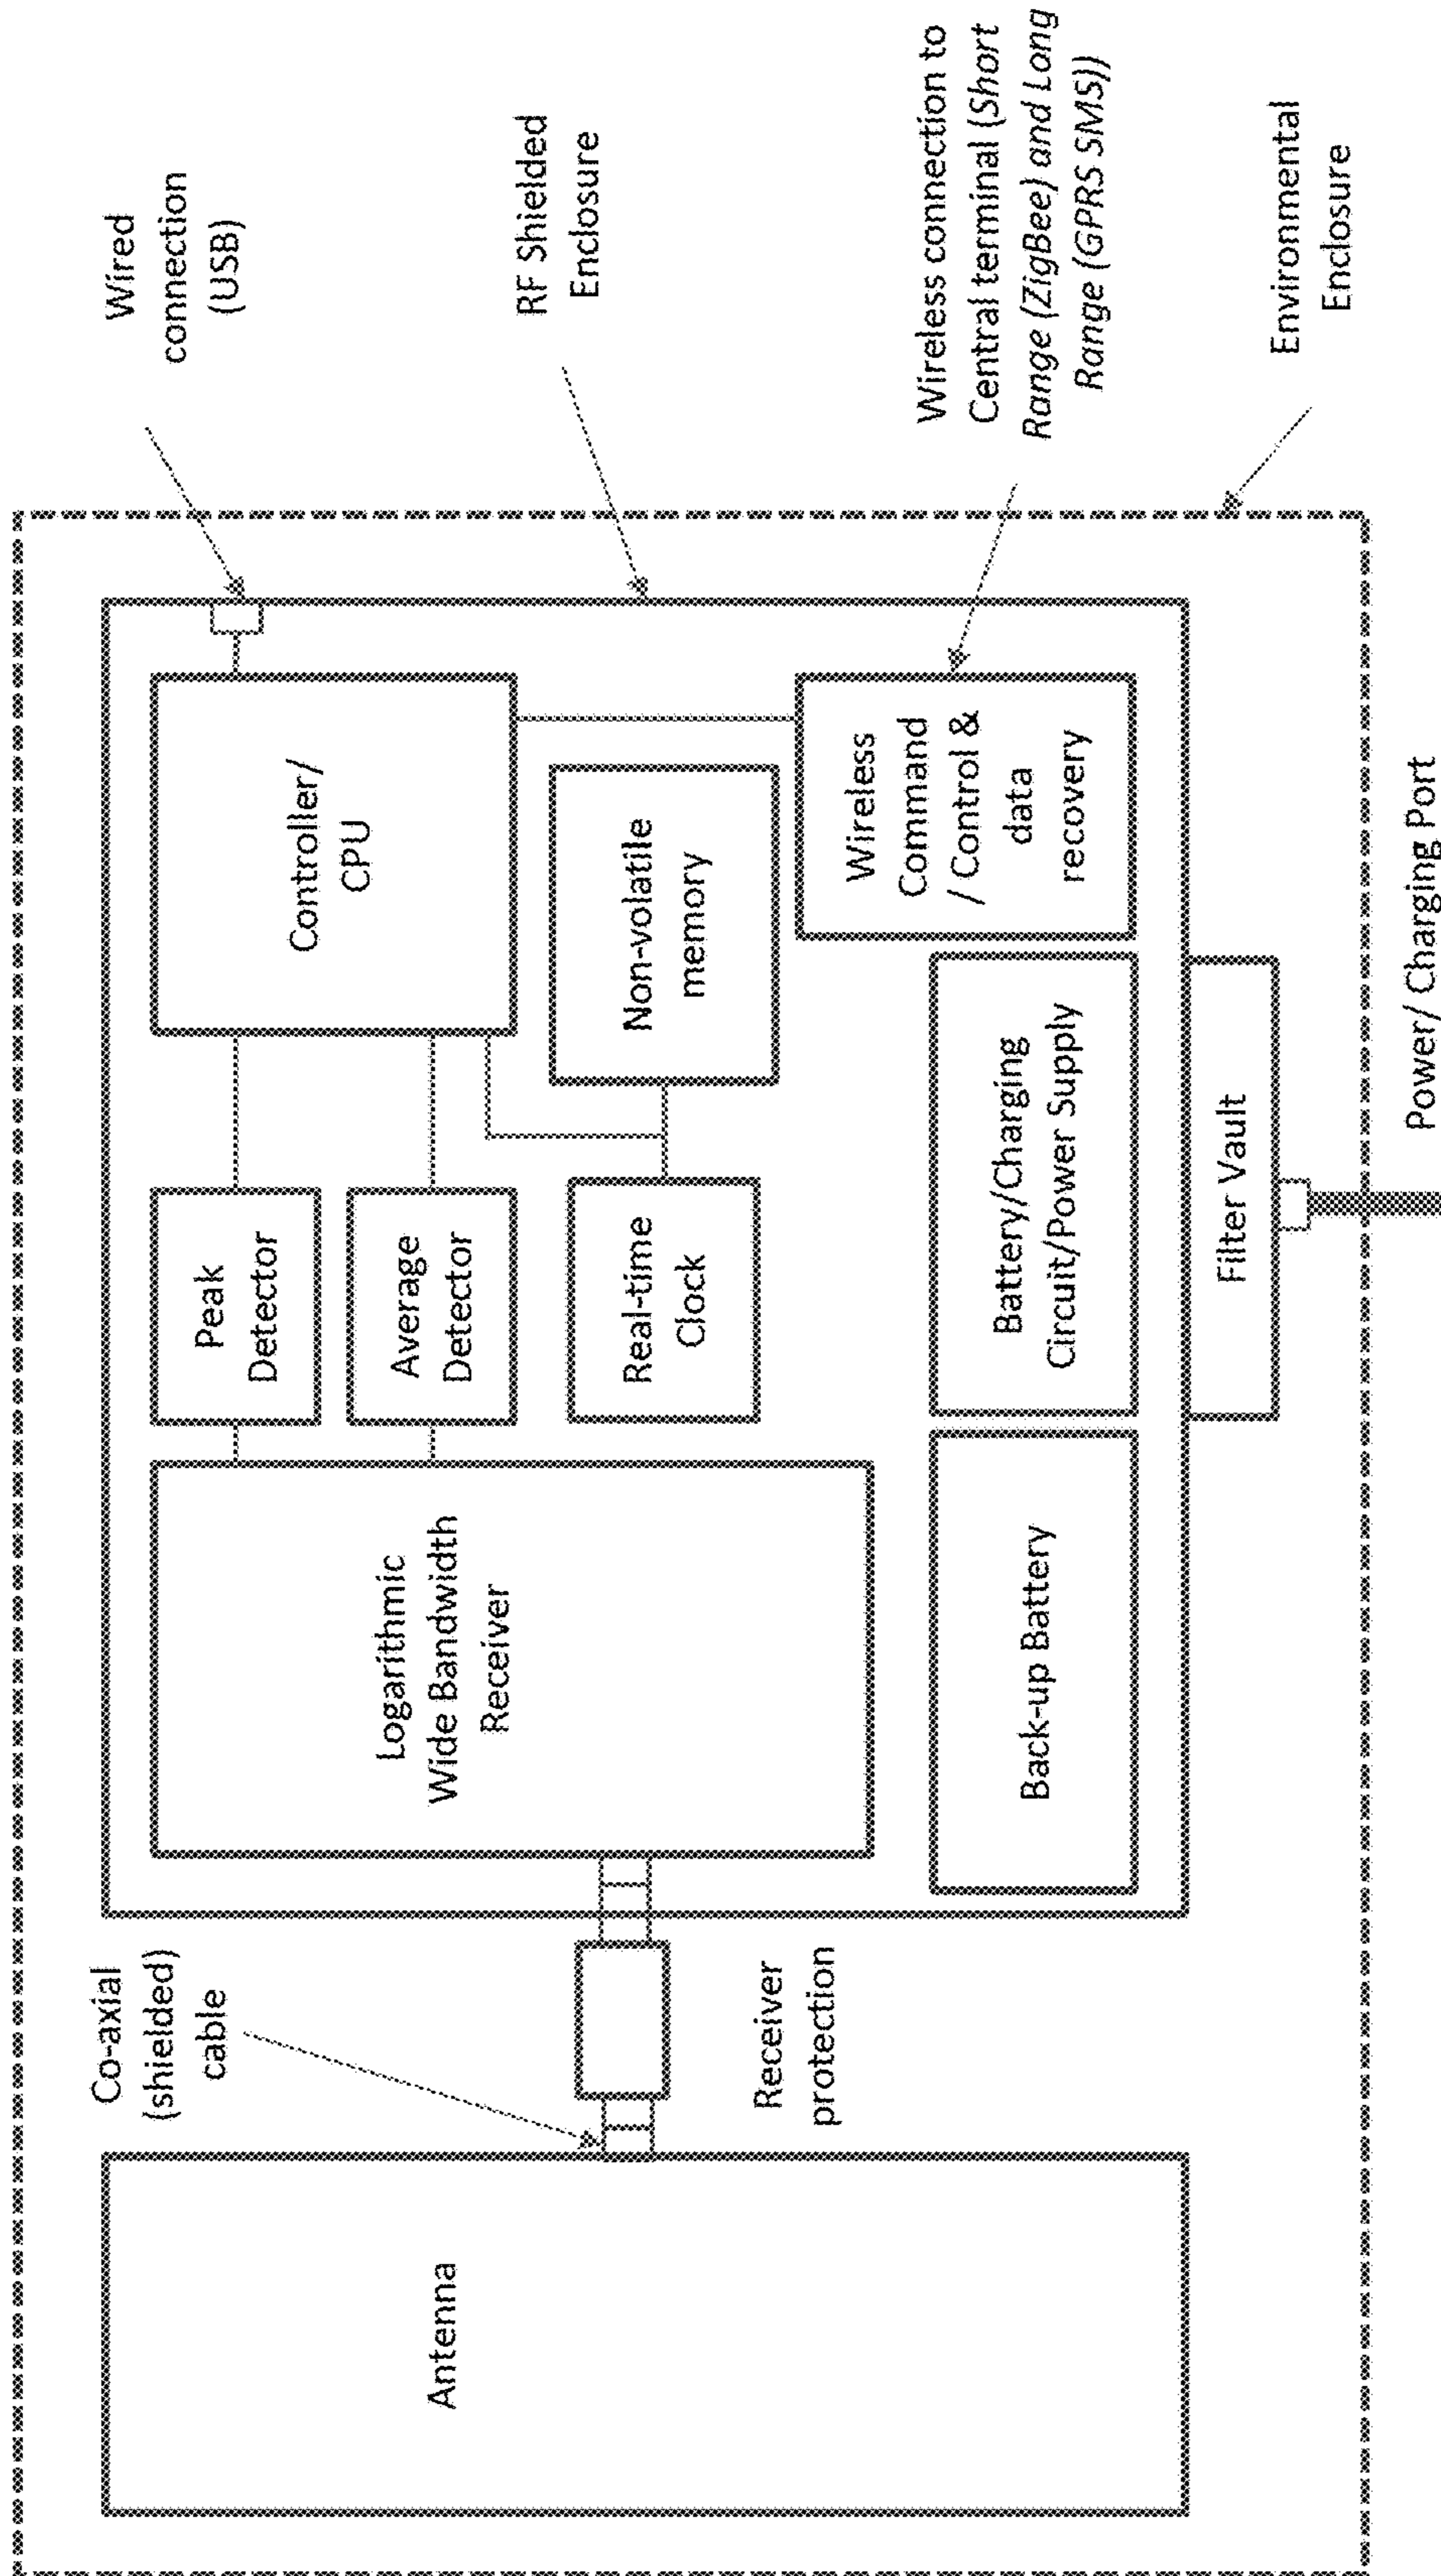 Antenna
Co-axial
(shielded)
cable
Receiver
protection
Logarithmic
Wide Bandwidth
Receiver
Peak
Detector
Average
Detector
Real-time
Clock
Controller/
CPU
Non-volatile
memory
Wireless
Command
/ Control &
data
recovery
Back-up Battery
Battery/Charging
Circuit/Power Supply
Filter Vault
Power/ Charging Port
Wired
connection
(USB)
RF Shielded
Enclosure
Wireless connection to
Central terminal (Short
Range (ZigBee) and Long
Range (GPRS SMS))
Environmental
Enclosure